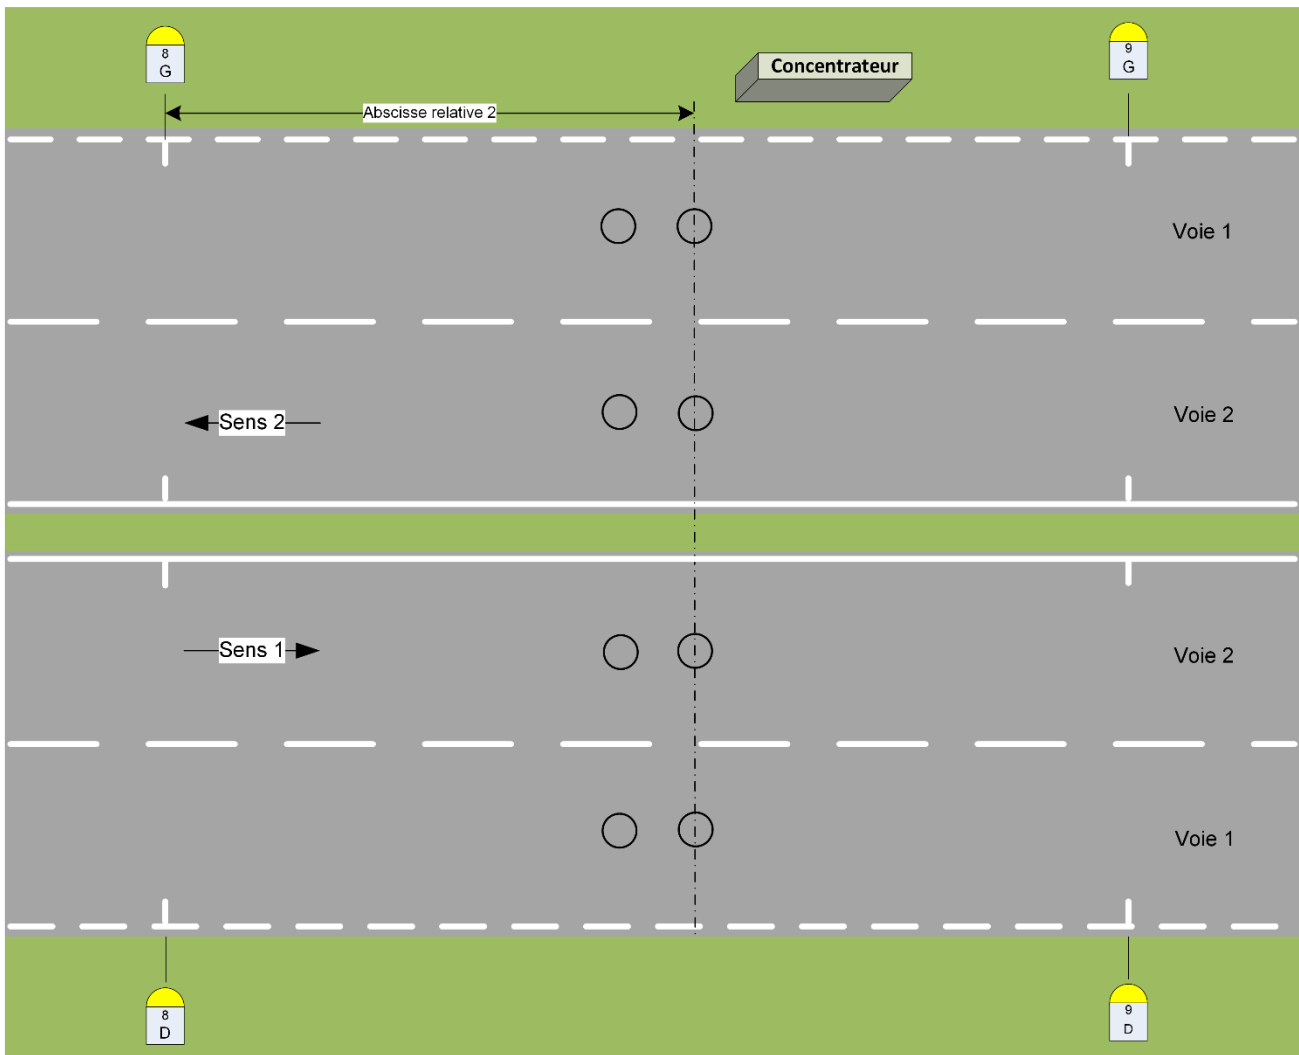 8
G
9
G
Concentrateur
Abscisse relative 2
Voie 1
Sens 2
Voie 2
Sens 1
Voie 2
Voie 1
8
D
9
D